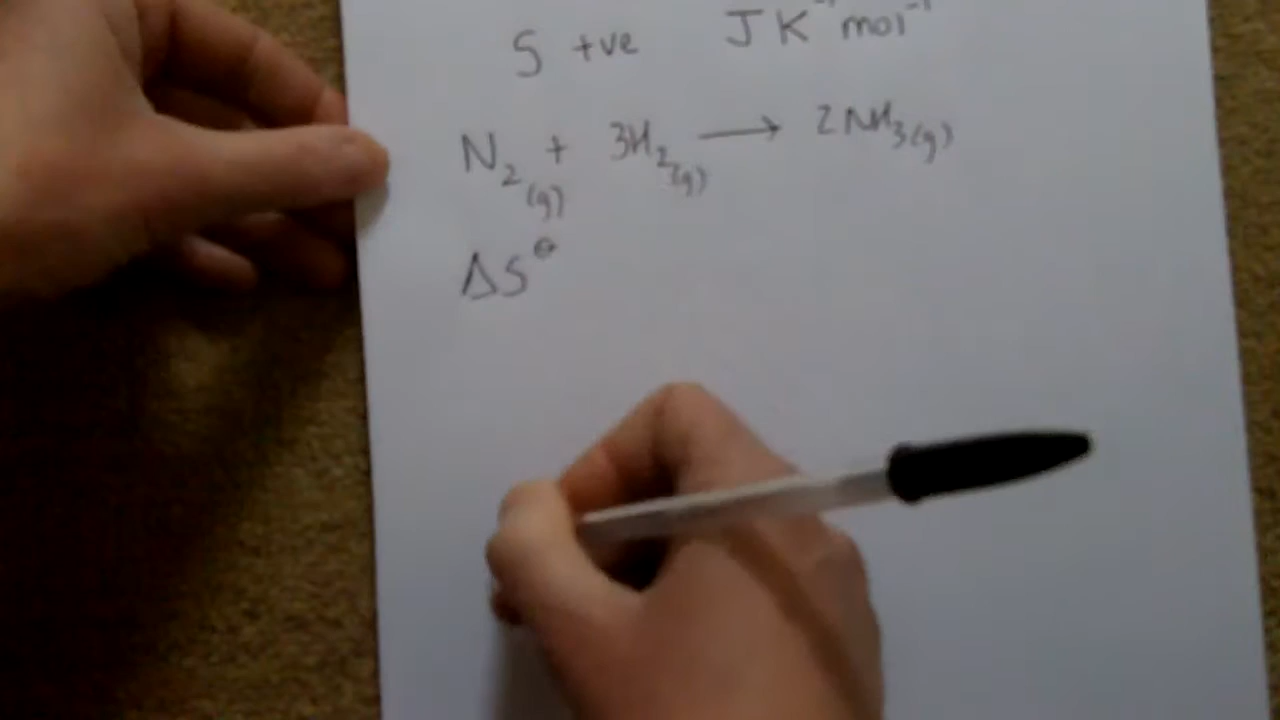 S +ve J K⁻¹ mol⁻¹
N₂(g) + 3H₂(g) → 2NH₃(g)
ΔS⊖